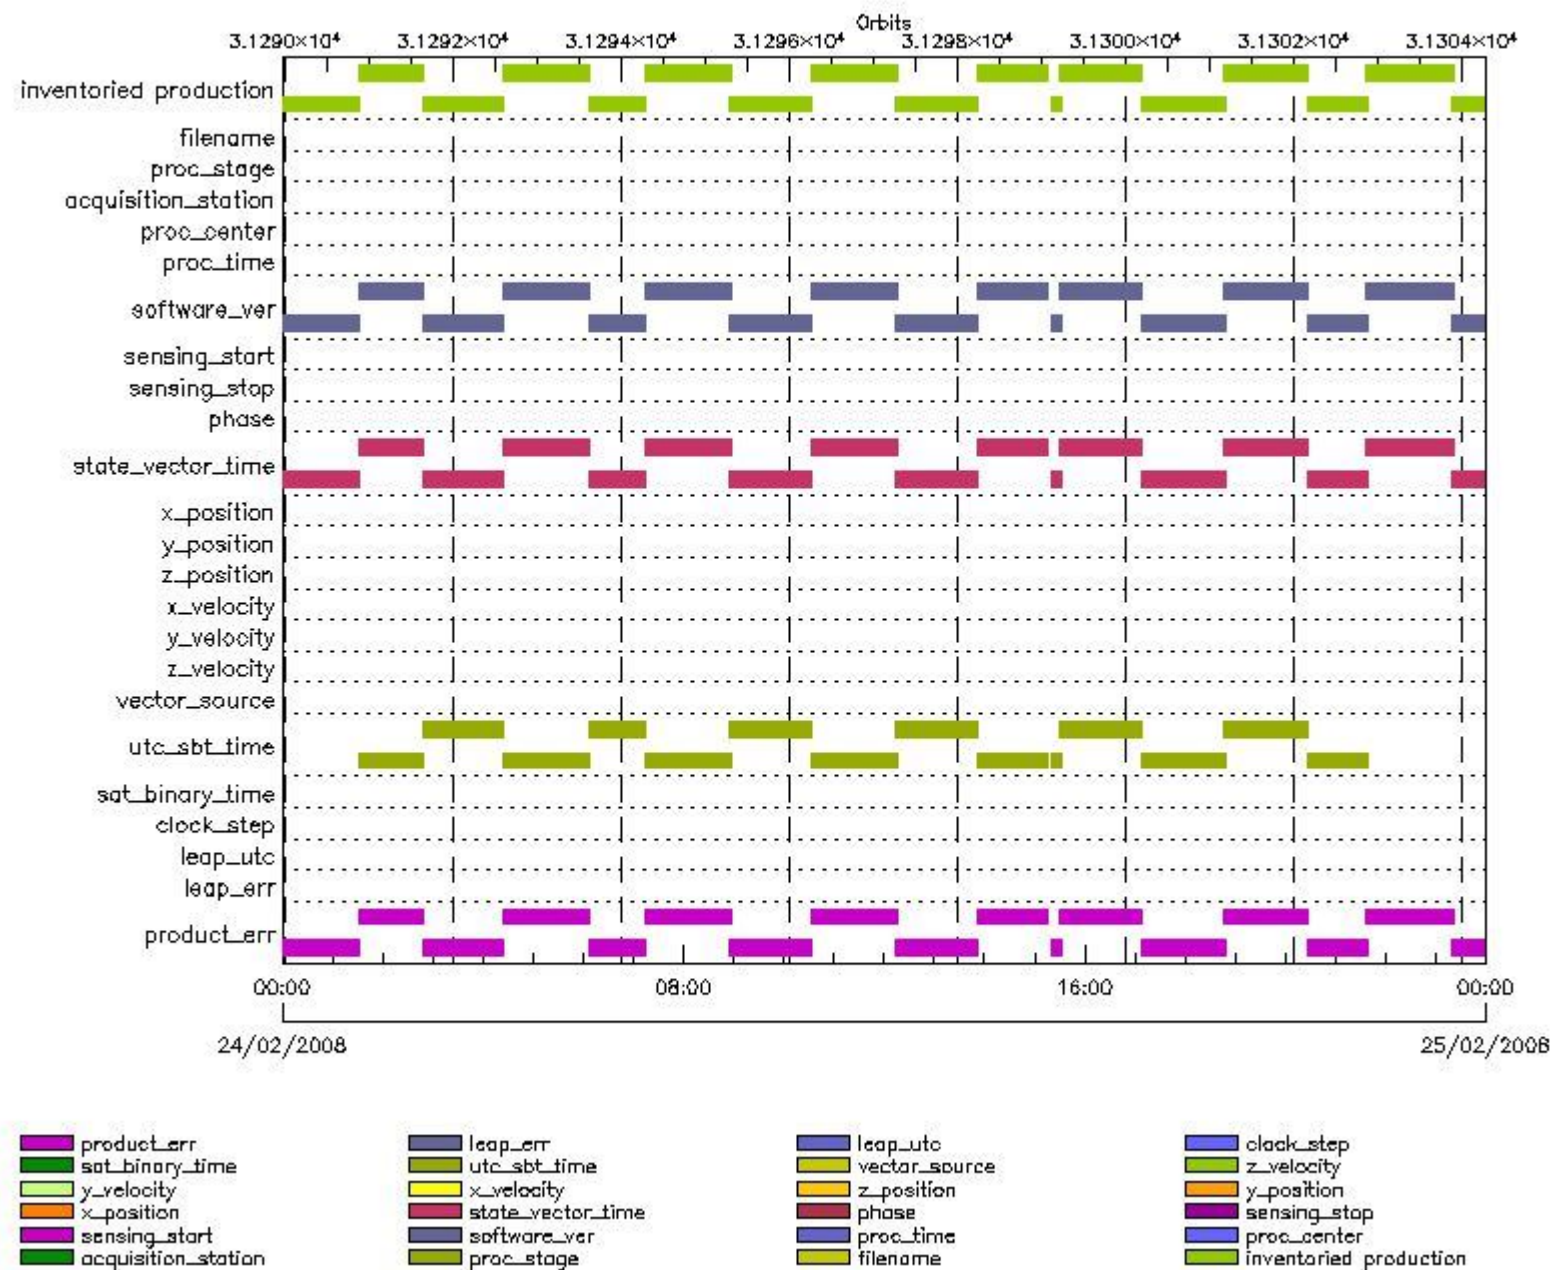 Orbits
3.1290×10⁴ 3.1292×10⁴ 3.1294×10⁴ 3.1296×10⁴ 3.1298×10⁴ 3.1300×10⁴ 3.1302×10⁴ 3.1304×10⁴
inventoried production
filename
proc_stage
acquisition_station
proc_center
proc_time
software_ver
sensing_start
sensing_stop
phase
state_vector_time
x_position
y_position
z_position
x_velocity
y_velocity
z_velocity
vector_source
utc_sbt_time
sat_binary_time
clock_step
leap_utc
leap_err
product_err
00:00 08:00 16:00 00:00
24/02/2008 25/02/2008
product_err leap_err leap_utc clock_step
sat_binary_time utc_sbt_time vector_source z_velocity
y_velocity x_velocity z_position y_position
x_position state_vector_time phase sensing_stop
sensing_start software_ver proc_time proc_center
acquisition_station proc_stage filename inventoried production